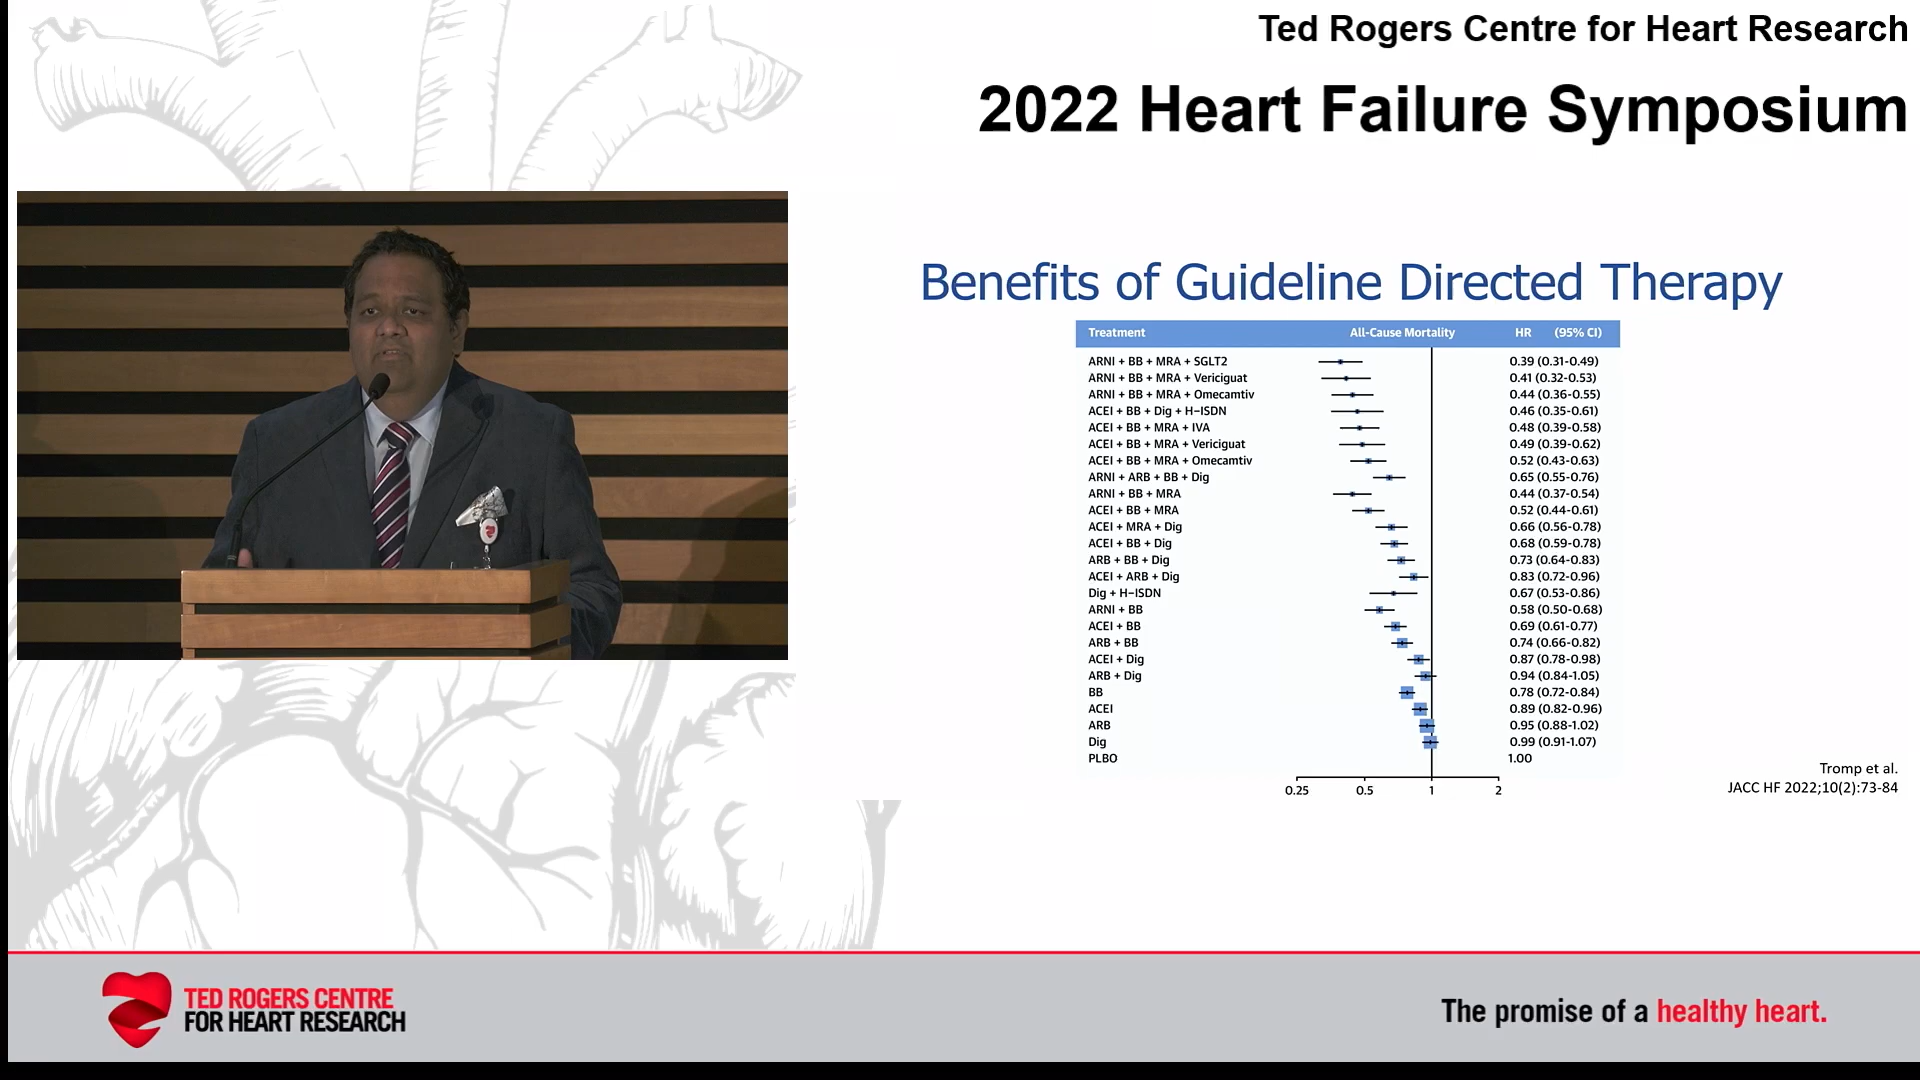 Ted Rogers Centre for Heart Research
2022 Heart Failure Symposium
Benefits of Guideline Directed Therapy
Treatment All-Cause Mortality HR (95% CI)
ARNI + BB + MRA + SGLT2 0.39 (0.31-0.49)
ARNI + BB + MRA + Vericiguat 0.41 (0.32-0.53)
ARNI + BB + MRA + Omecamtiv 0.44 (0.36-0.55)
ACEI + BB + Dig + H-ISDN 0.46 (0.35-0.61)
ACEI + BB + MRA + IVA 0.48 (0.39-0.58)
ACEI + BB + MRA + Vericiguat 0.49 (0.39-0.62)
ACEI + BB + MRA + Omecamtiv 0.52 (0.43-0.63)
ARNI + ARB + BB + Dig 0.65 (0.55-0.76)
ARNI + BB + MRA 0.44 (0.37-0.54)
ACEI + BB + MRA 0.52 (0.44-0.61)
ACEI + MRA + Dig 0.66 (0.56-0.78)
ACEI + BB + Dig 0.68 (0.59-0.78)
ARB + BB + Dig 0.73 (0.64-0.83)
ACEI + ARB + Dig 0.83 (0.72-0.96)
Dig + H-ISDN 0.67 (0.53-0.86)
ARNI + BB 0.58 (0.50-0.68)
ACEI + BB 0.69 (0.61-0.77)
ARB + BB 0.74 (0.66-0.82)
ACEI + Dig 0.87 (0.78-0.98)
ARB + Dig 0.94 (0.84-1.05)
BB 0.78 (0.72-0.84)
ACEI 0.89 (0.82-0.96)
ARB 0.95 (0.88-1.02)
Dig 0.99 (0.91-1.07)
PLBO 1.00
0.25 0.5 1 2
Tromp et al.
JACC HF 2022;10(2):73-84
TED ROGERS CENTRE
FOR HEART RESEARCH
The promise of a healthy heart.